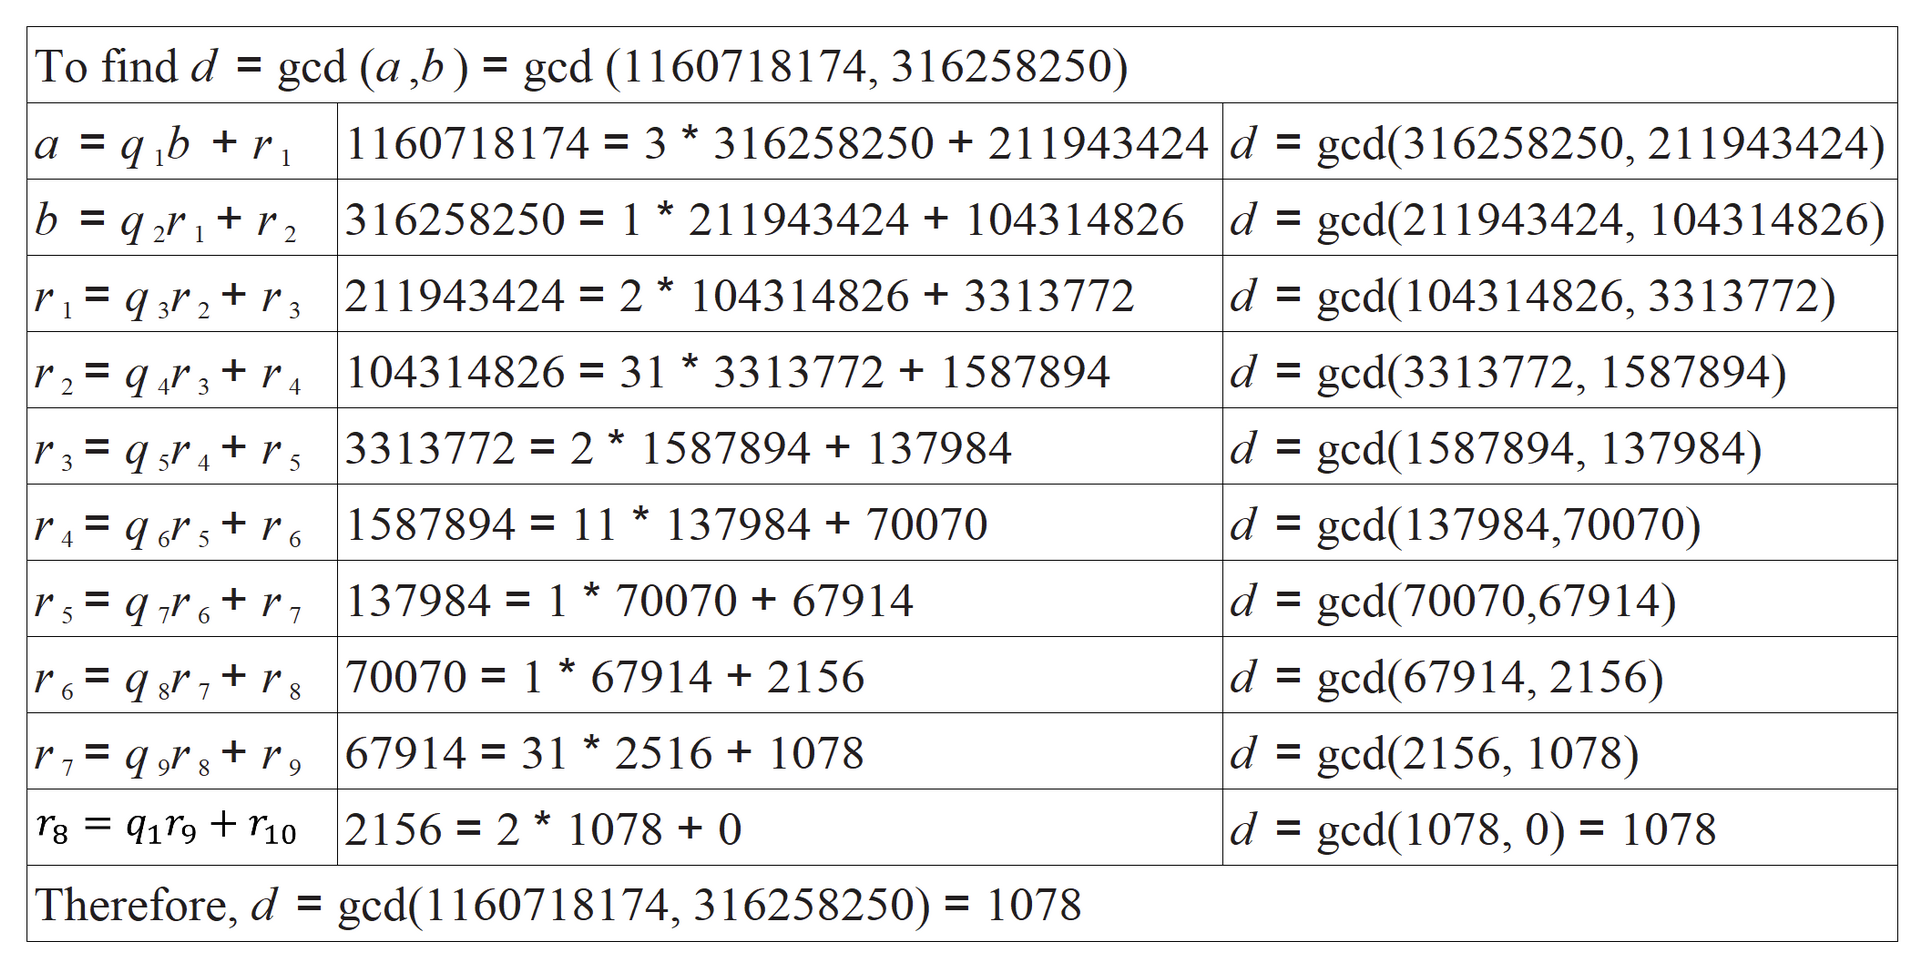 To find d = gcd (a ,b ) = gcd (1160718174, 316258250)
a = q ₁b + r ₁ 1160718174 = 3 * 316258250 + 211943424 d = gcd(316258250, 211943424)
b = q ₂r ₁ + r ₂ 316258250 = 1 * 211943424 + 104314826 d = gcd(211943424, 104314826)
r ₁ = q ₃r ₂ + r ₃ 211943424 = 2 * 104314826 + 3313772 d = gcd(104314826, 3313772)
r ₂ = q ₄r ₃ + r ₄ 104314826 = 31 * 3313772 + 1587894 d = gcd(3313772, 1587894)
r ₃ = q ₅r ₄ + r ₅ 3313772 = 2 * 1587894 + 137984 d = gcd(1587894, 137984)
r ₄ = q ₆r ₅ + r ₆ 1587894 = 11 * 137984 + 70070 d = gcd(137984,70070)
r ₅ = q ₇r ₆ + r ₇ 137984 = 1 * 70070 + 67914 d = gcd(70070,67914)
r ₆ = q ₈r ₇ + r ₈ 70070 = 1 * 67914 + 2156 d = gcd(67914, 2156)
r ₇ = q ₉r ₈ + r ₉ 67914 = 31 * 2516 + 1078 d = gcd(2156, 1078)
r₈ = q₁r₉ + r₁₀ 2156 = 2 * 1078 + 0 d = gcd(1078, 0) = 1078
Therefore, d = gcd(1160718174, 316258250) = 1078